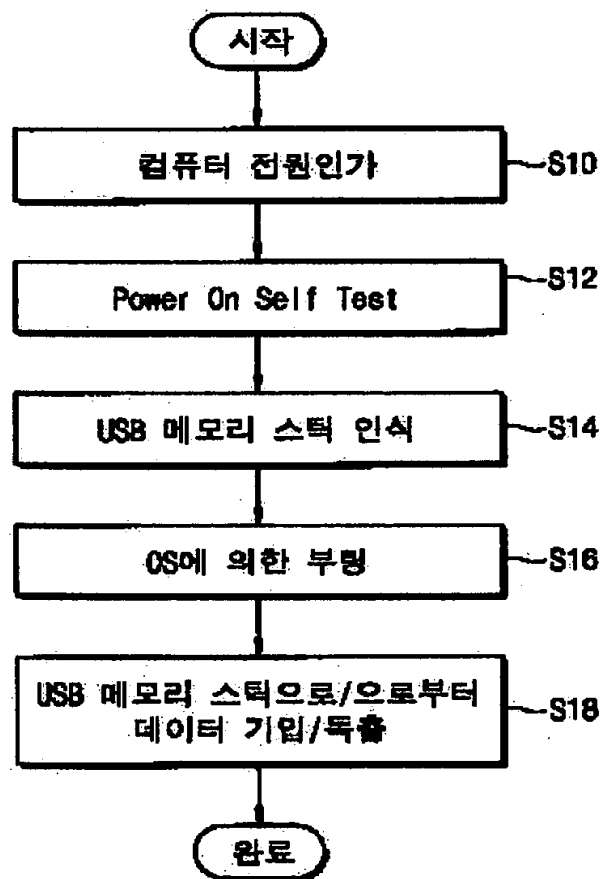 시작
컴퓨터 전원인가
S10
Power On Self Test
S12
USB 메모리 스틱 인식
S14
OS에 의한 부팅
S16
USB 메모리 스틱으로/으로부터
데이터 기입/독출
S18
완료